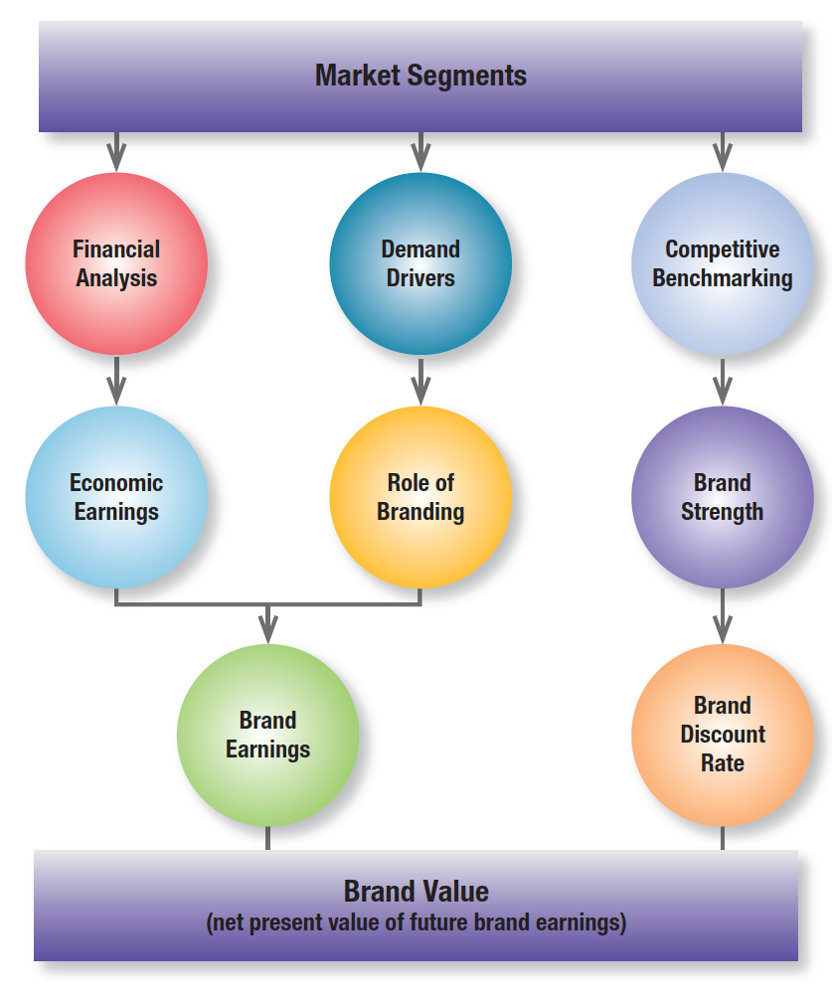 Market Segments
Financial
Analysis
Demand
Drivers
Competitive
Benchmarking
Economic
Earnings
Role of
Branding
Brand
Strength
Brand
Earnings
Brand
Discount
Rate
Brand Value
(net present value of future brand earnings)